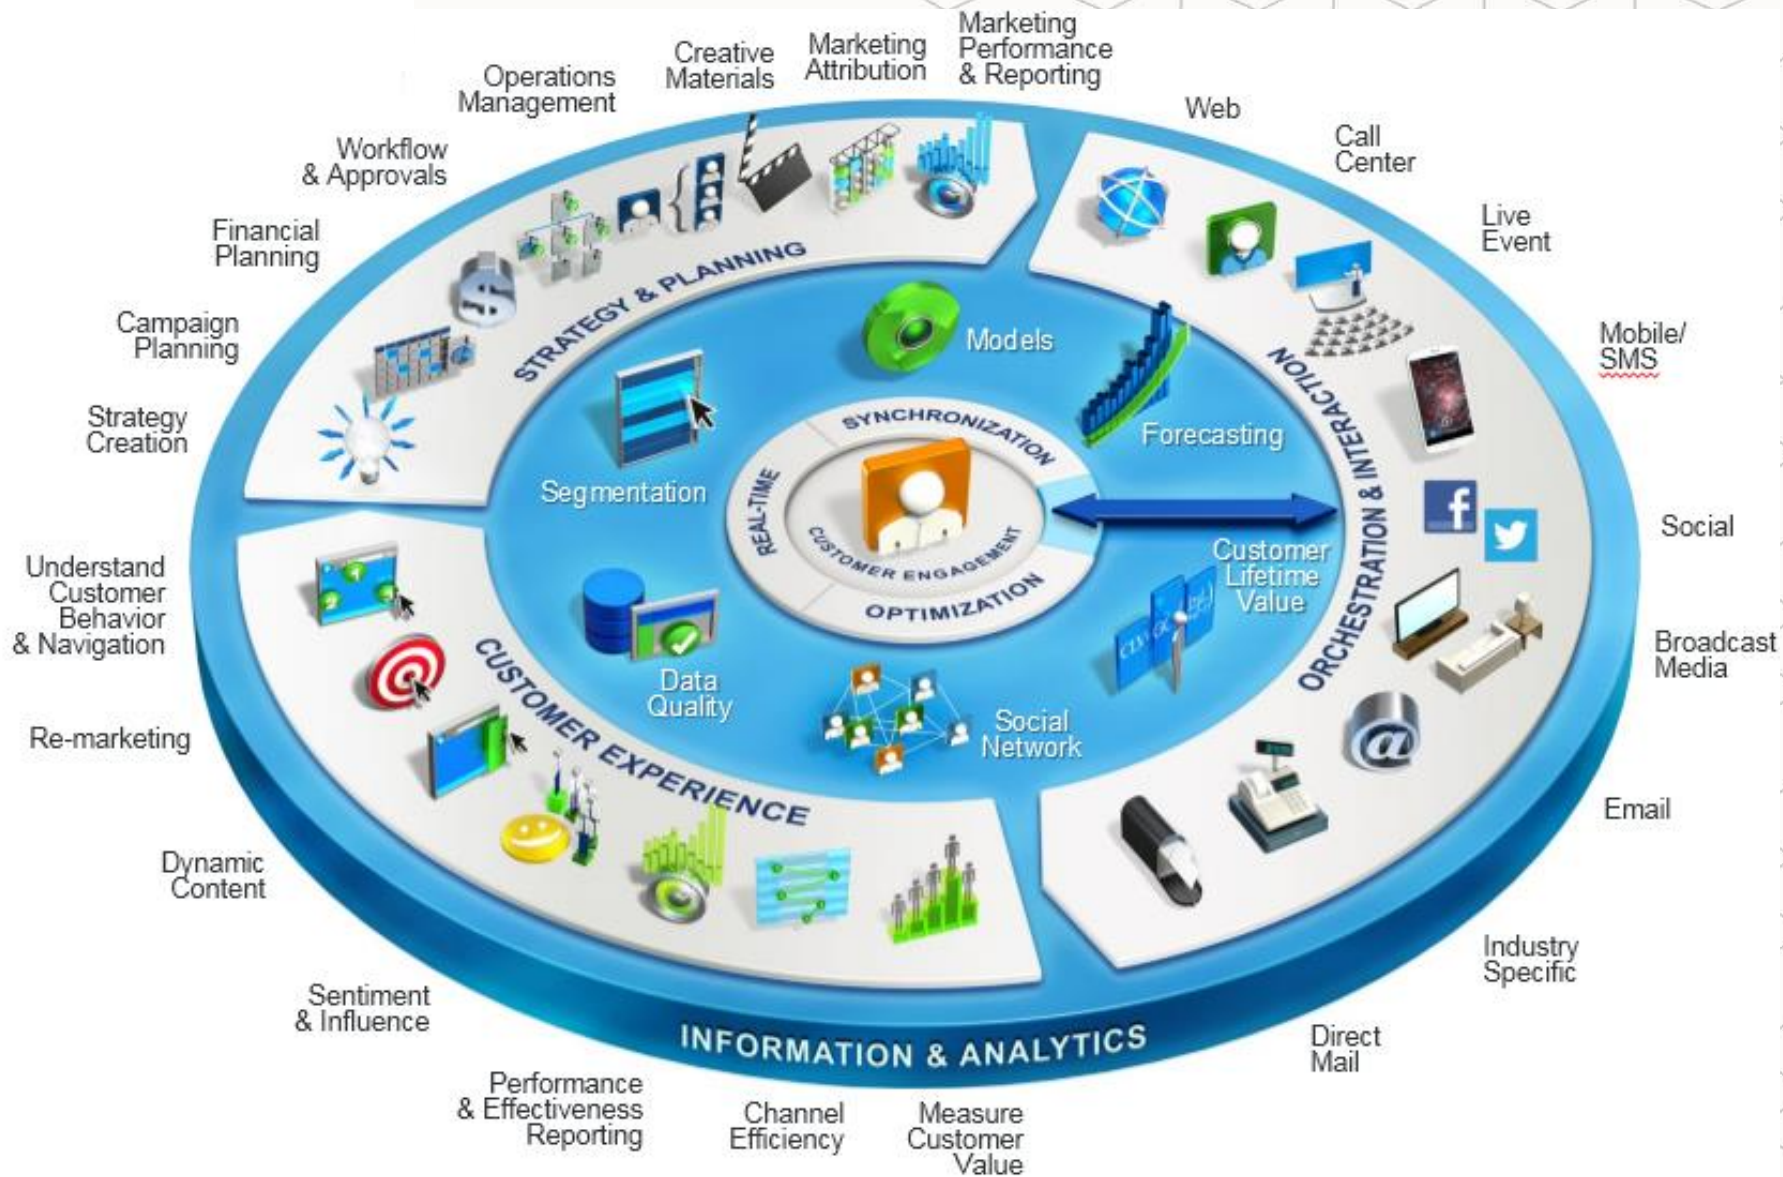 Marketing
Performance
& Reporting
Marketing
Attribution
Creative
Materials
Operations
Management
Workflow
& Approvals
Financial
Planning
Campaign
Planning
Strategy
Creation
Web
Call
Center
Live
Event
Mobile/
SMS
Social
Broadcast
Media
Email
Industry
Specific
Direct
Mail
Understand
Customer
Behavior
& Navigation
Re-marketing
Dynamic
Content
Sentiment
& Influence
Performance
& Effectiveness
Reporting
Channel
Efficiency
Measure
Customer
Value
STRATEGY & PLANNING
ORCHESTRATION & INTERACTION
CUSTOMER EXPERIENCE
INFORMATION & ANALYTICS
Models
Forecasting
Segmentation
Customer
Lifetime
Value
Data
Quality
Social
Network
REAL-TIME
SYNCHRONIZATION
OPTIMIZATION
CUSTOMER ENGAGEMENT
$
1
2
3
f
@